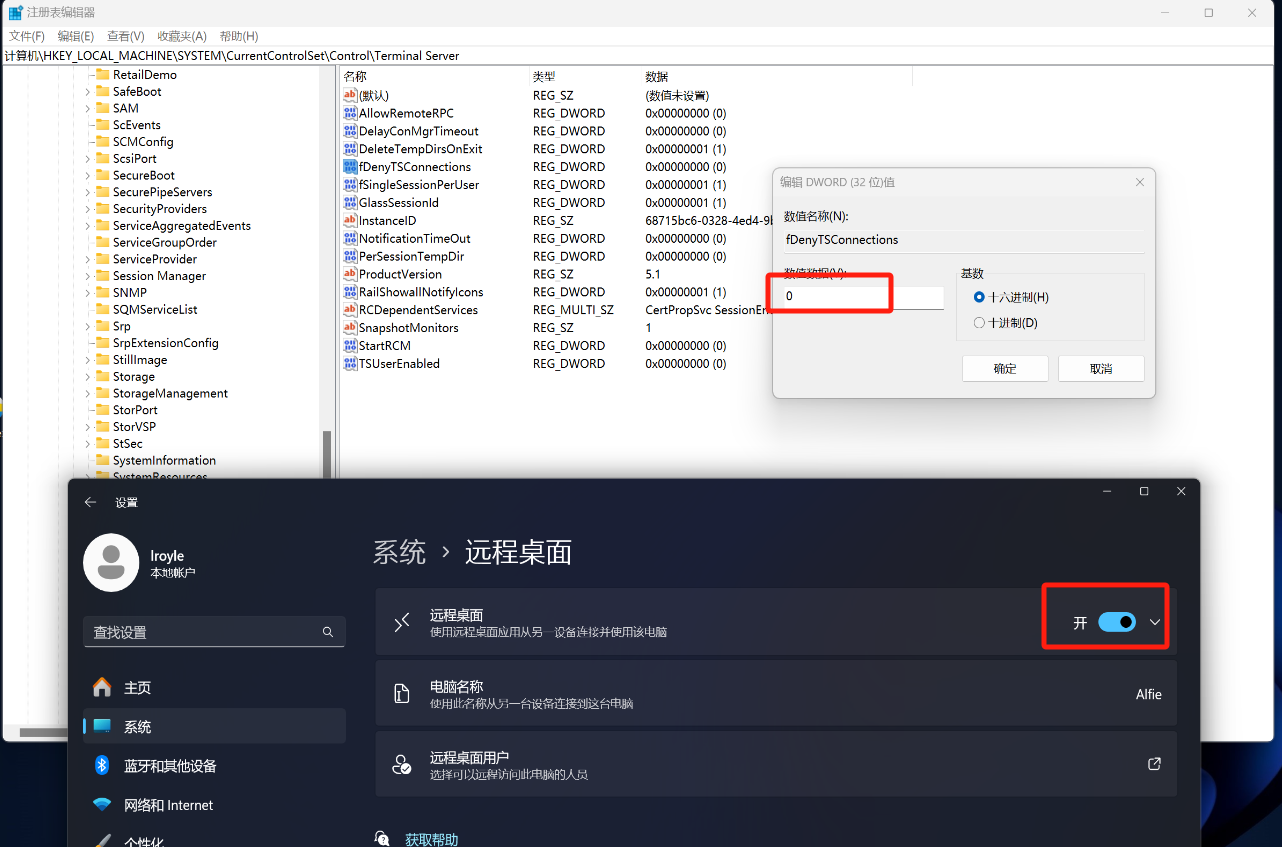 注册表编辑器
文件(F) 编辑(E) 查看(V) 收藏夹(A) 帮助(H)
计算机\HKEY_LOCAL_MACHINE\SYSTEM\CurrentControlSet\Control\Terminal Server
RetailDemo
SafeBoot
SAM
ScEvents
SCMConfig
ScsiPort
SecureBoot
SecurePipeServers
SecurityProviders
ServiceAggregatedEvents
ServiceGroupOrder
ServiceProvider
Session Manager
SNMP
SQMServiceList
Srp
SrpExtensionConfig
StillImage
Storage
StorageManagement
StorPort
StorVSP
StSec
SystemInformation
SystemResources
名称 类型 数据
(默认) REG_SZ (数值未设置)
AllowRemoteRPC REG_DWORD 0x00000000 (0)
DelayConMgrTimeout REG_DWORD 0x00000000 (0)
DeleteTempDirsOnExit REG_DWORD 0x00000001 (1)
fDenyTSConnections REG_DWORD 0x00000000 (0)
fSingleSessionPerUser REG_DWORD 0x00000001 (1)
GlassSessionId REG_DWORD 0x00000001 (1)
InstanceID REG_SZ 68715bc6-0328-4ed4-9b
NotificationTimeOut REG_DWORD 0x00000000 (0)
PerSessionTempDir REG_DWORD 0x00000000 (0)
ProductVersion REG_SZ 5.1
RailShowallNotifyIcons REG_DWORD 0x00000001 (1)
RCDependentServices REG_MULTI_SZ CertPropSvc SessionEn
SnapshotMonitors REG_SZ 1
StartRCM REG_DWORD 0x00000000 (0)
TSUserEnabled REG_DWORD 0x00000000 (0)
编辑 DWORD (32 位)值
数值名称(N):
fDenyTSConnections
数值数据(V):
0
基数
十六进制(H)
十进制(D)
确定 取消
设置
lroyle
本地帐户
查找设置
主页
系统
蓝牙和其他设备
网络和 Internet
个性化
系统 › 远程桌面
远程桌面
使用远程桌面应用从另一设备连接并使用该电脑
开
电脑名称
使用此名称从另一台设备连接到这台电脑
Alfie
远程桌面用户
选择可以远程访问此电脑的人员
获取帮助